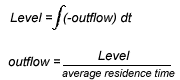 Level = ∫(-outflow) dt
outflow = Level
average residence time